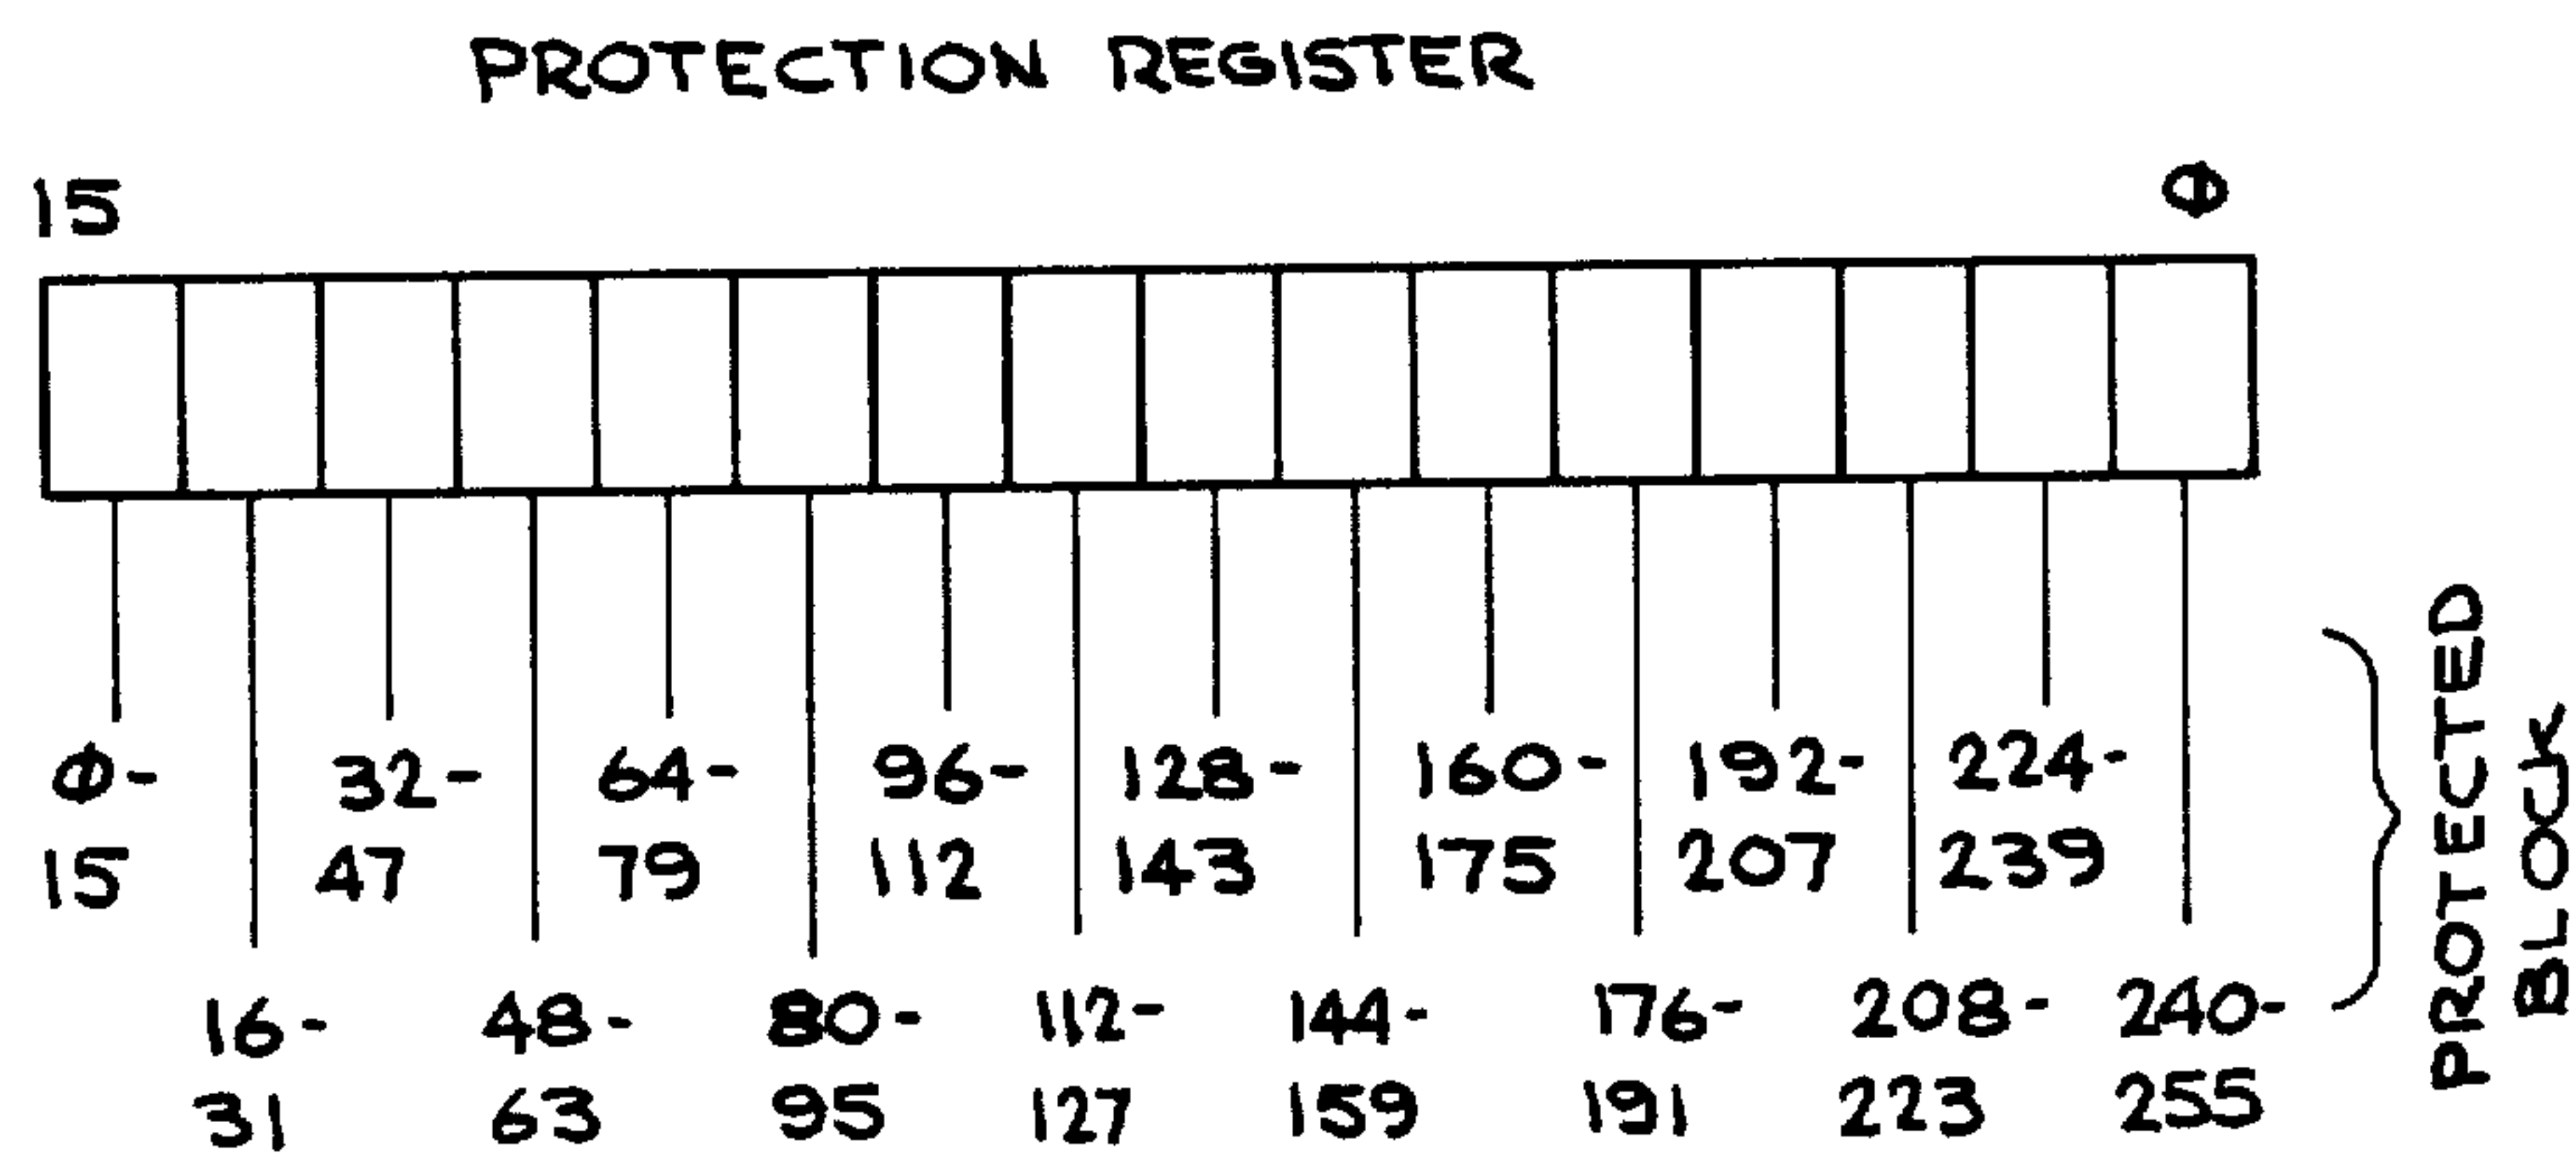 PROTECTION REGISTER
15 Φ
Φ- 32- 64- 96- 128- 160- 192- 224-
15 47 79 112 143 175 207 239
16- 48- 80- 112- 144- 176- 208- 240-
31 63 95 127 159 191 223 255
PROTECTED
BLOCK